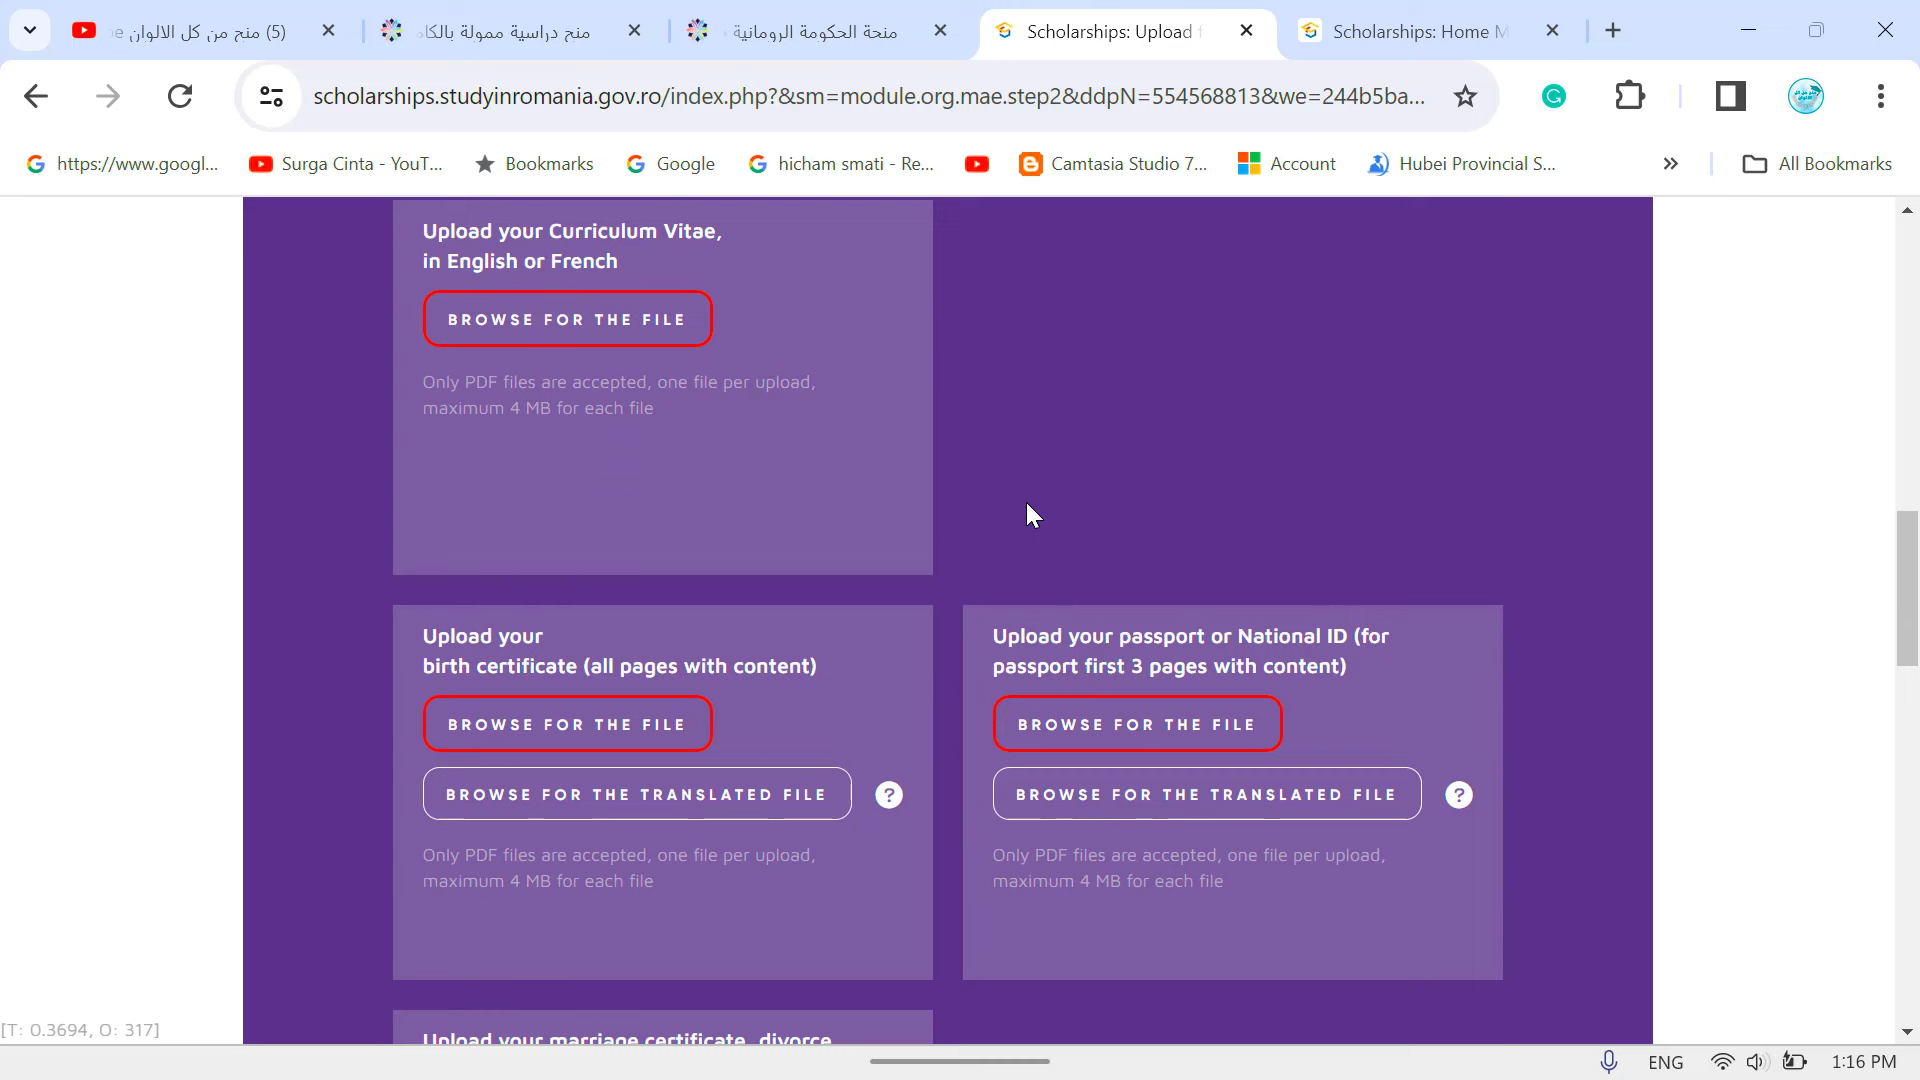 (5) منح من كل الالوان
منح دراسية ممولة
منحة الحكومة الرومانية
Scholarships: Upload
Scholarships: Home
scholarships.studyinromania.gov.ro/index.php?&sm=module.org.mae.step2&ddpN=554568813&we=244b5ba...
https://www.googl...
Surga Cinta - YouT...
Bookmarks
Google
hicham smati - Re...
Camtasia Studio 7...
Account
Hubei Provincial S...
»
All Bookmarks
Upload your Curriculum Vitae,
in English or French
BROWSE FOR THE FILE
Only PDF files are accepted, one file per upload,
maximum 4 MB for each file
Upload your
birth certificate (all pages with content)
BROWSE FOR THE FILE
BROWSE FOR THE TRANSLATED FILE
?
Only PDF files are accepted, one file per upload,
maximum 4 MB for each file
Upload your passport or National ID (for
passport first 3 pages with content)
BROWSE FOR THE FILE
BROWSE FOR THE TRANSLATED FILE
?
Only PDF files are accepted, one file per upload,
maximum 4 MB for each file
Upload your marriage certificate, divorce
[T: 0.3694, O: 317]
ENG
1:16 PM